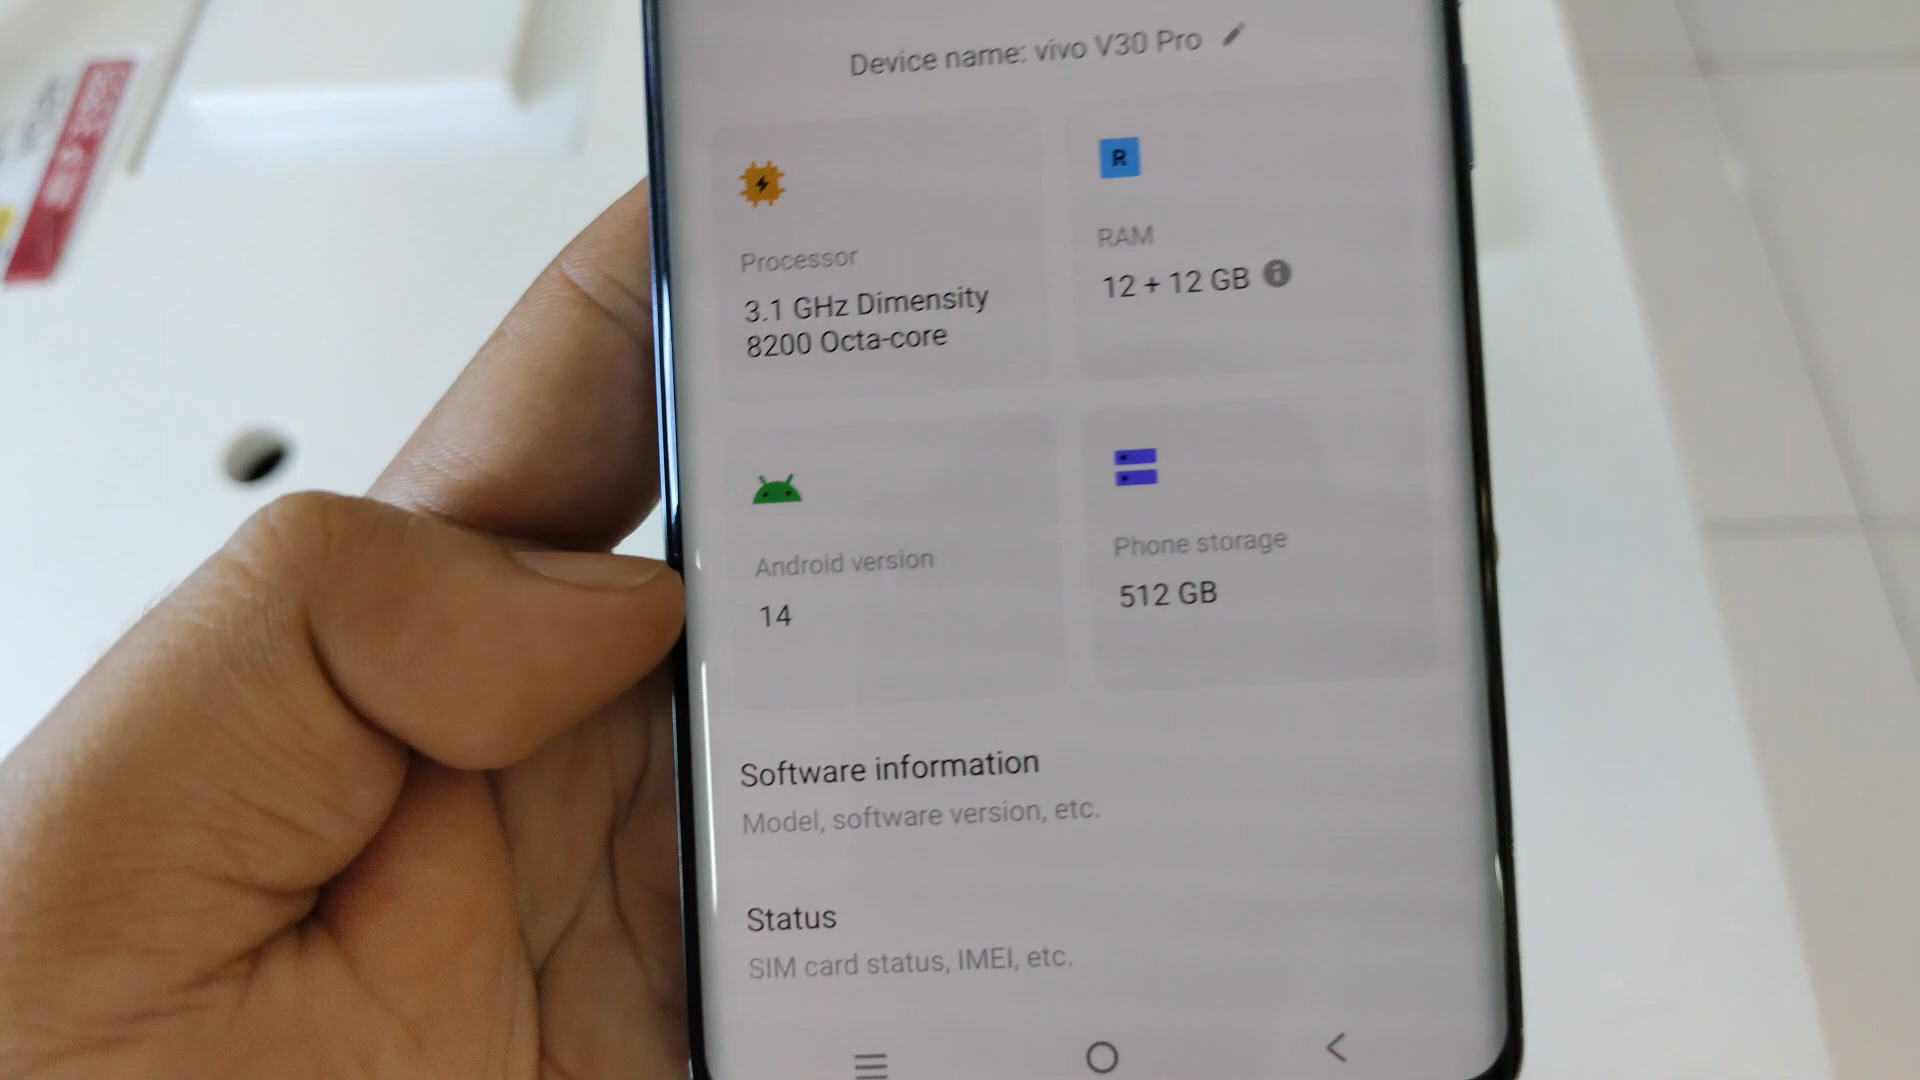 Device name: vivo V30 Pro
Processor
3.1 GHz Dimensity
8200 Octa-core
R
RAM
12 + 12 GB
Android version
14
Phone storage
512 GB
Software information
Model, software version, etc.
Status
SIM card status, IMEI, etc.